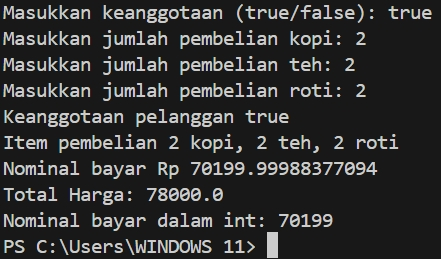 Masukkan keanggotaan (true/false): true
Masukkan jumlah pembelian kopi: 2
Masukkan jumlah pembelian teh: 2
Masukkan jumlah pembelian roti: 2
Keanggotaan pelanggan true
Item pembelian 2 kopi, 2 teh, 2 roti
Nominal bayar Rp 70199.99988377094
Total Harga: 78000.0
Nominal bayar dalam int: 70199
PS C:\Users\WINDOWS 11>